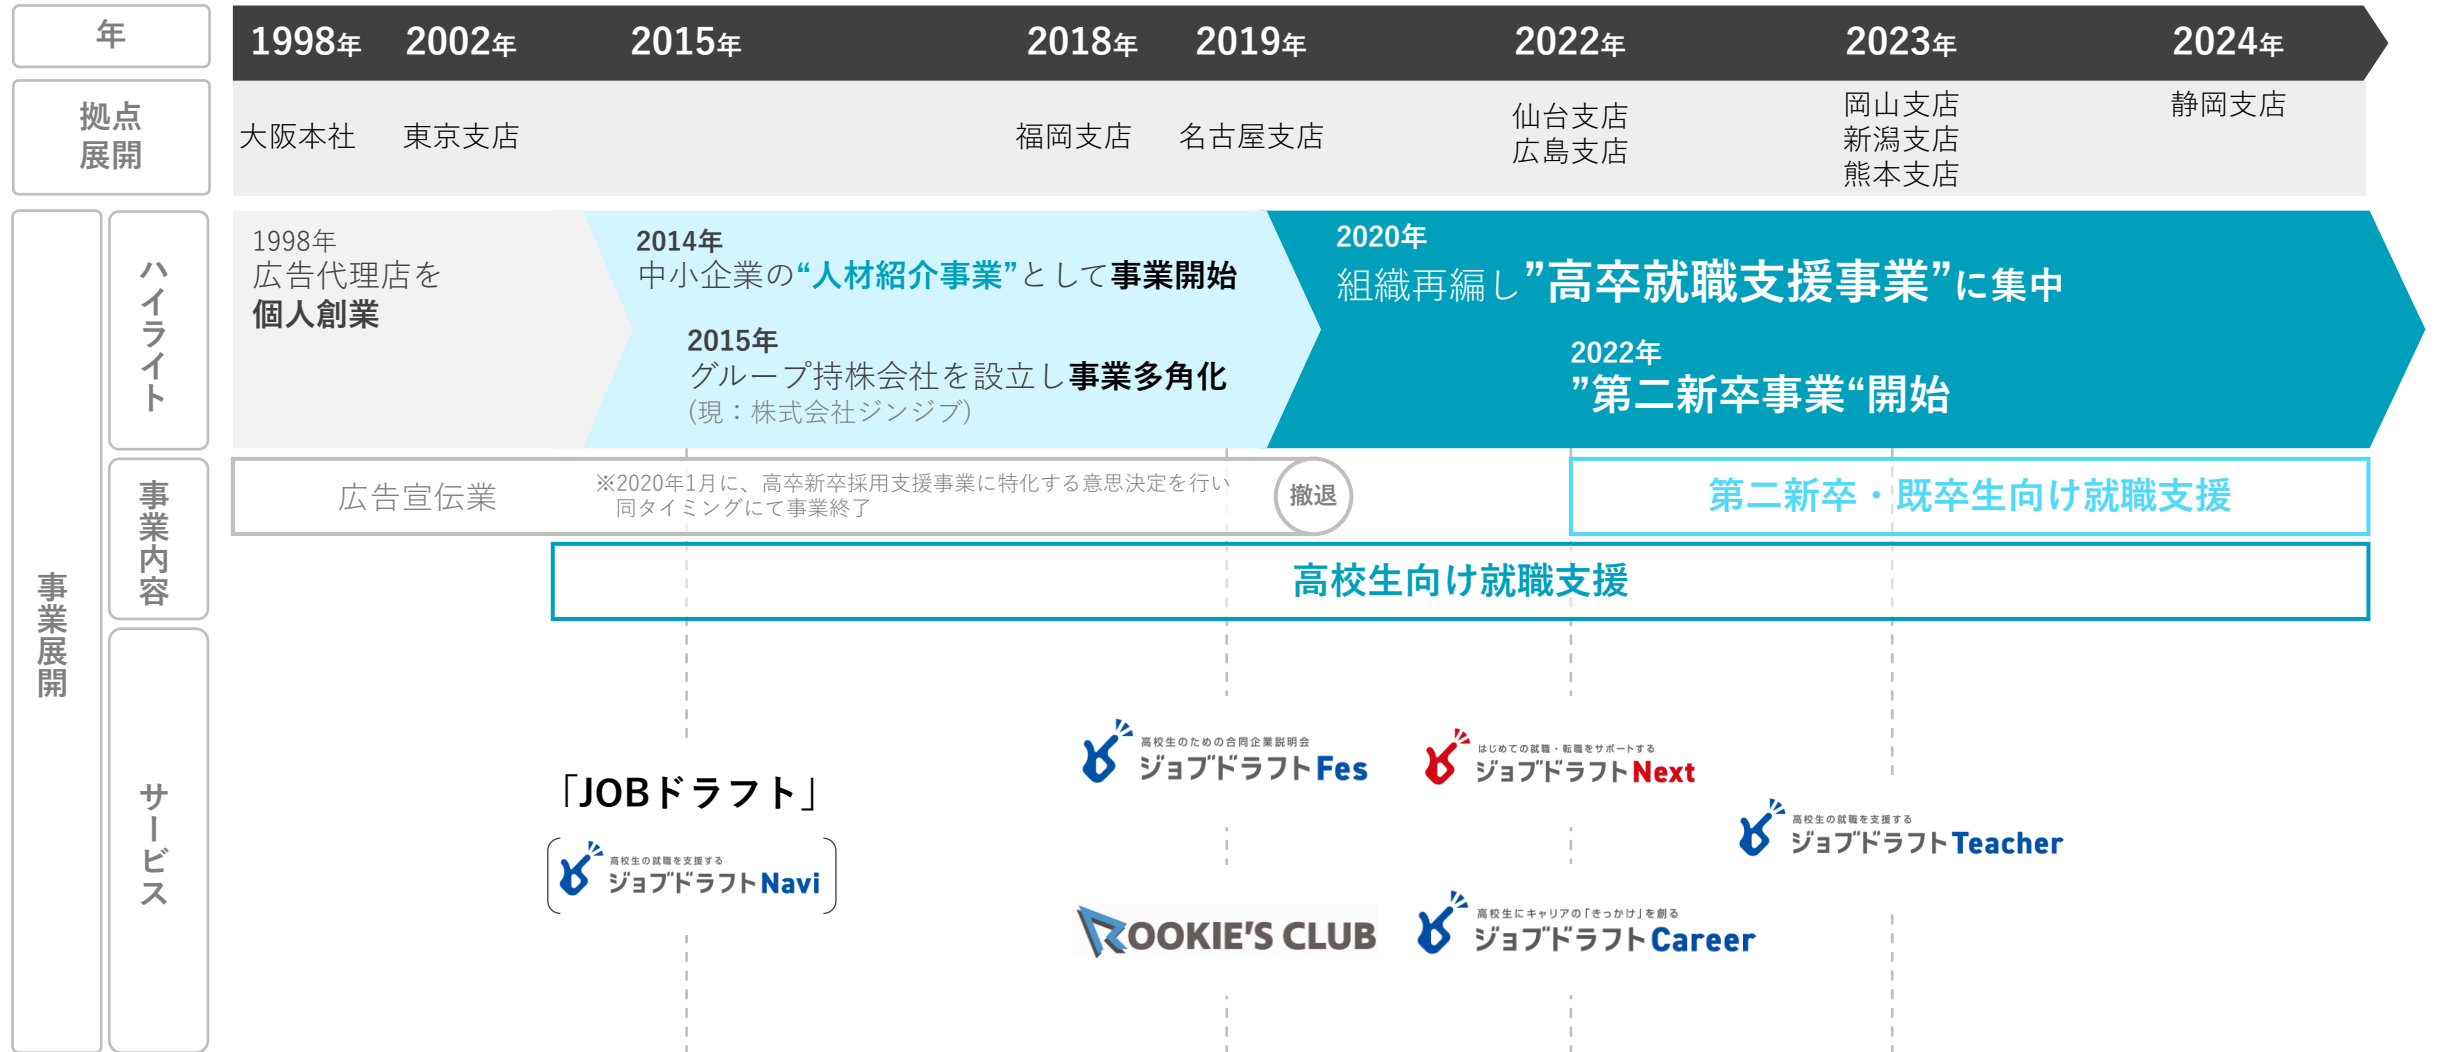 年
1998年 2002年 2015年 2018年 2019年 2022年 2023年 2024年
拠点
展開
大阪本社 東京支店 福岡支店 名古屋支店
仙台支店
広島支店
岡山支店
新潟支店
熊本支店
静岡支店
事業展開
ハイライト
1998年
広告代理店を
個人創業
2014年
中小企業の“人材紹介事業”として事業開始
2015年
グループ持株会社を設立し事業多角化
(現：株式会社ジンジブ)
2020年
組織再編し”高卒就職支援事業”に集中
2022年
”第二新卒事業“開始
事業内容
広告宣伝業
※2020年1月に、高卒新卒採用支援事業に特化する意思決定を行い
同タイミングにて事業終了
撤退
第二新卒・既卒生向け就職支援
高校生向け就職支援
サービス
「JOBドラフト」
高校生の就職を支援する
ジョブドラフトNavi
高校生のための合同企業説明会
ジョブドラフトFes
ROOKIE'S CLUB
はじめての就職・転職をサポートする
ジョブドラフトNext
高校生にキャリアの「きっかけ」を創る
ジョブドラフトCareer
高校生の就職を支援する
ジョブドラフトTeacher